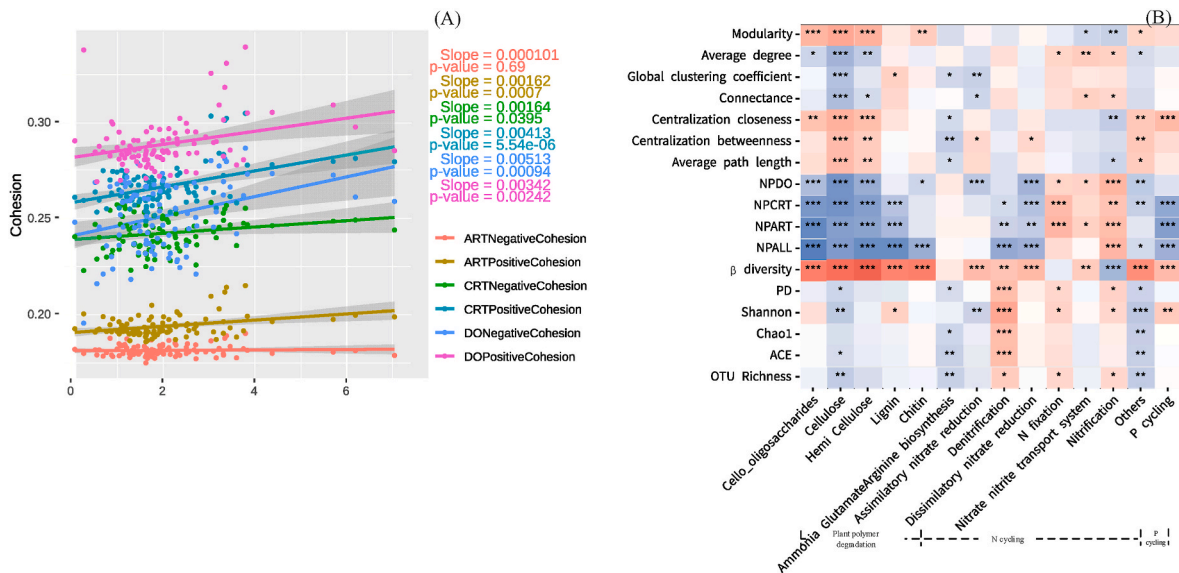 (A)
Cohesion
0.30
0.25
0.20
0
2
4
6
Slope = 0.000101
p-value = 0.69
Slope = 0.00162
p-value = 0.0007
Slope = 0.00164
p-value = 0.0395
Slope = 0.00413
p-value = 5.54e-06
Slope = 0.00513
p-value = 0.00094
Slope = 0.00342
p-value = 0.00242
ARTNegativeCohesion
ARTPositiveCohesion
CRTNegativeCohesion
CRTPositiveCohesion
DONegativeCohesion
DOPositiveCohesion
(B)
Modularity *** *** *** ** * ** *
Average degree * *** ** * ** * *
Global clustering coefficient *** * * **
Connectance *** * * * *
Centralization closeness ** *** *** * ** ** ***
Centralization betweenness *** ** ** * * **
Average path length *** ** * * *
NPDO *** *** *** * *** *** * * *** **
NPCRT *** *** *** *** * *** *** ** ** ***
NPART *** *** *** *** ** ** *** * *** ***
NPALL *** *** *** *** *** *** *** *** * ***
β diversity *** *** *** *** *** *** ** *** ** *** *** ***
PD * * *** * * *
Shannon ** * ** *** * * *** **
Chao1 * *** **
ACE * ** *** **
OTU Richness ** ** * * * **
Cello_oligosaccharides
Cellulose
Hemi Cellulose
Lignin
Chitin
Ammonia GlutamateArginine biosynthesis
Assimilatory nitrate reduction
Denitrification
Dissimilatory nitrate reduction
N fixation
Nitrate nitrite transport system
Nitrification
Others
P cycling
Plant polymer
degradation
N cycling
P
cycling